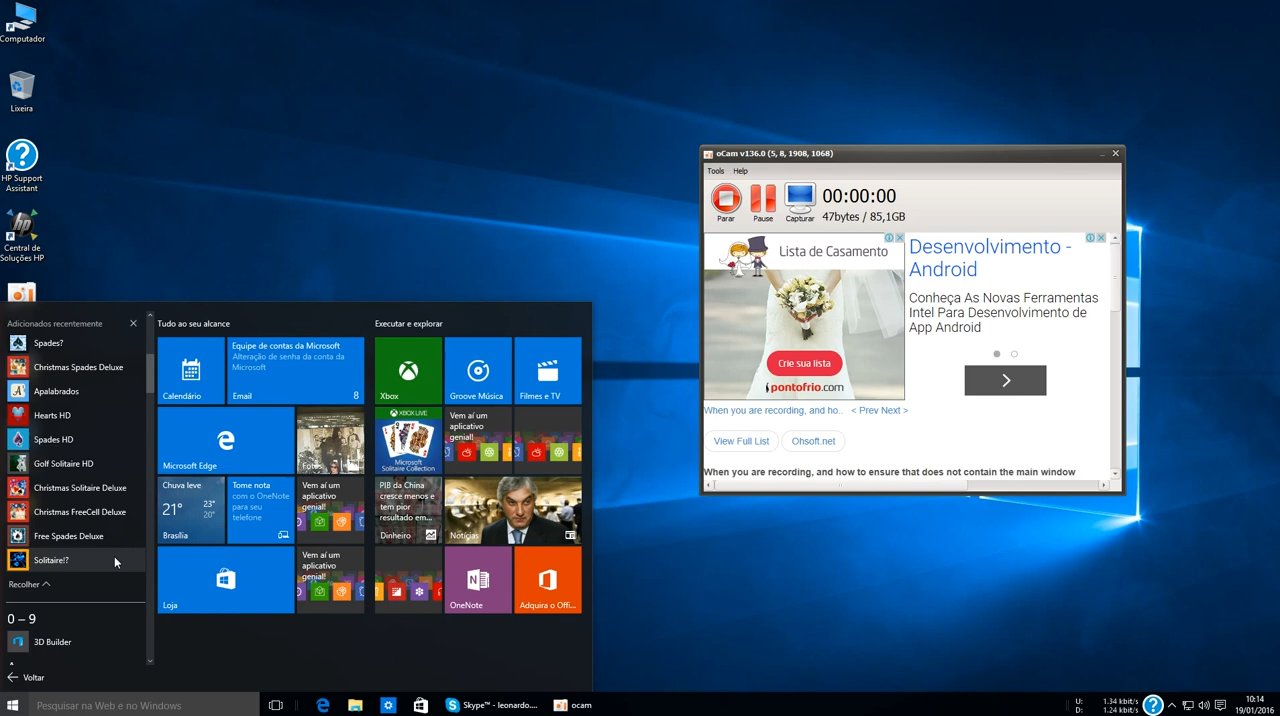 Computador
Lixeira
HP Support
Assistant
Central de
Soluções HP
Adicionados recentemente
Spades?
Christmas Spades Deluxe
Apalabrados
Hearts HD
Spades HD
Golf Solitaire HD
Christmas Solitaire Deluxe
Christmas FreeCell Deluxe
Free Spades Deluxe
Solitaire!?
Recolher
0 – 9
3D Builder
Voltar
Tudo ao seu alcance
Calendário
Equipe de contas da Microsoft
Alteração de senha da conta da
Microsoft
Email 8
Microsoft Edge
Fotos
Chuva leve
21° 23°
20°
Brasília
Tome nota
com o OneNote
para seu
telefone
Vem aí um
aplicativo
genial!
Loja
Vem aí um
aplicativo
genial!
Executar e explorar
Xbox
Groove Música
Filmes e TV
XBOX LIVE
Microsoft
Solitaire Collection
Vem aí um
aplicativo
genial!
PIB da China
cresce menos e
tem pior
resultado em...
Dinheiro
Notícias
OneNote
Adquira o Offi...
oCam v136.0 (5, 8, 1908, 1068)
Tools Help
Parar
Pause
Capturar
00:00:00
47bytes / 85,1GB
Lista de Casamento
Crie sua lista
pontofrio.com
Desenvolvimento -
Android
Conheça As Novas Ferramentas
Intel Para Desenvolvimento de
App Android
When you are recording, and ho.. < Prev Next >
View Full List
Ohsoft.net
When you are recording, and how to ensure that does not contain the main window
Pesquisar na Web e no Windows
Skype™ - leonardo....
ocam
U: 1.34 kbit/s
D: 1.24 kbit/s
10:14
19/01/2016